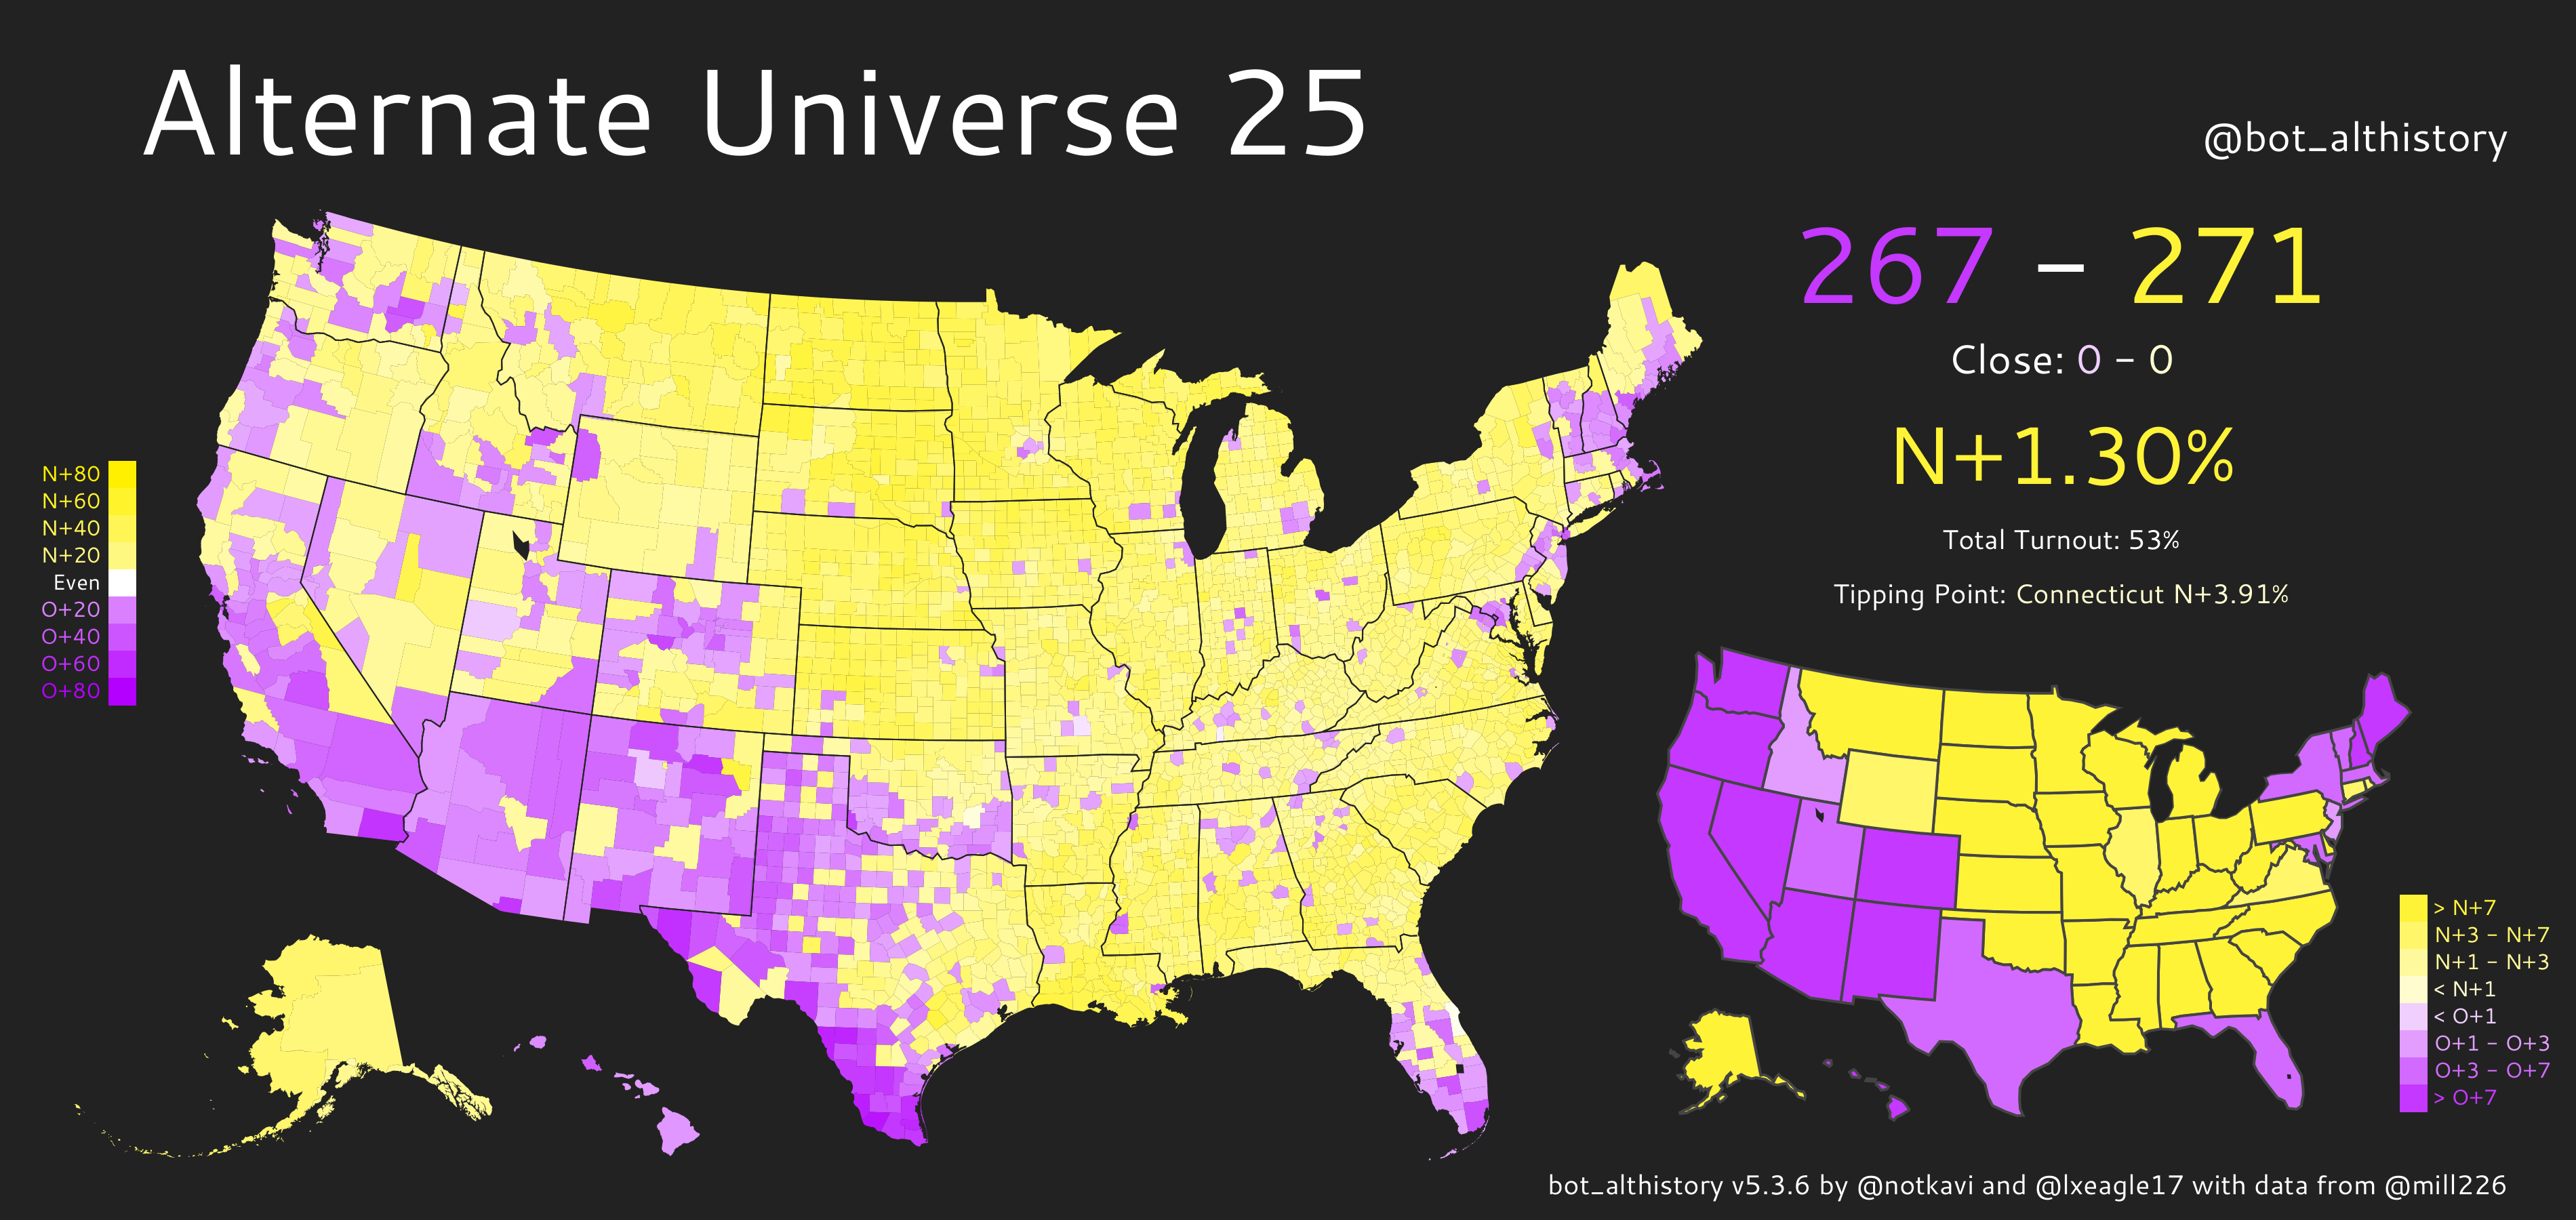 Alternate Universe 25
@bot_althistory
267 – 271
Close: 0 – 0
N+1.30%
Total Turnout: 53%
Tipping Point: Connecticut N+3.91%
N+80
N+60
N+40
N+20
Even
O+20
O+40
O+60
O+80
> N+7
N+3 – N+7
N+1 – N+3
< N+1
< O+1
O+1 – O+3
O+3 – O+7
> O+7
bot_althistory v5.3.6 by @notkavi and @lxeagle17 with data from @mill226